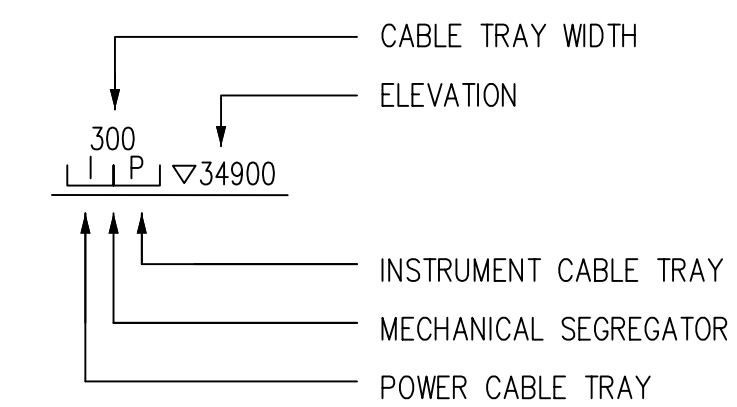 CABLE TRAY WIDTH
ELEVATION
300
I P ▽34900
INSTRUMENT CABLE TRAY
MECHANICAL SEGREGATOR
POWER CABLE TRAY